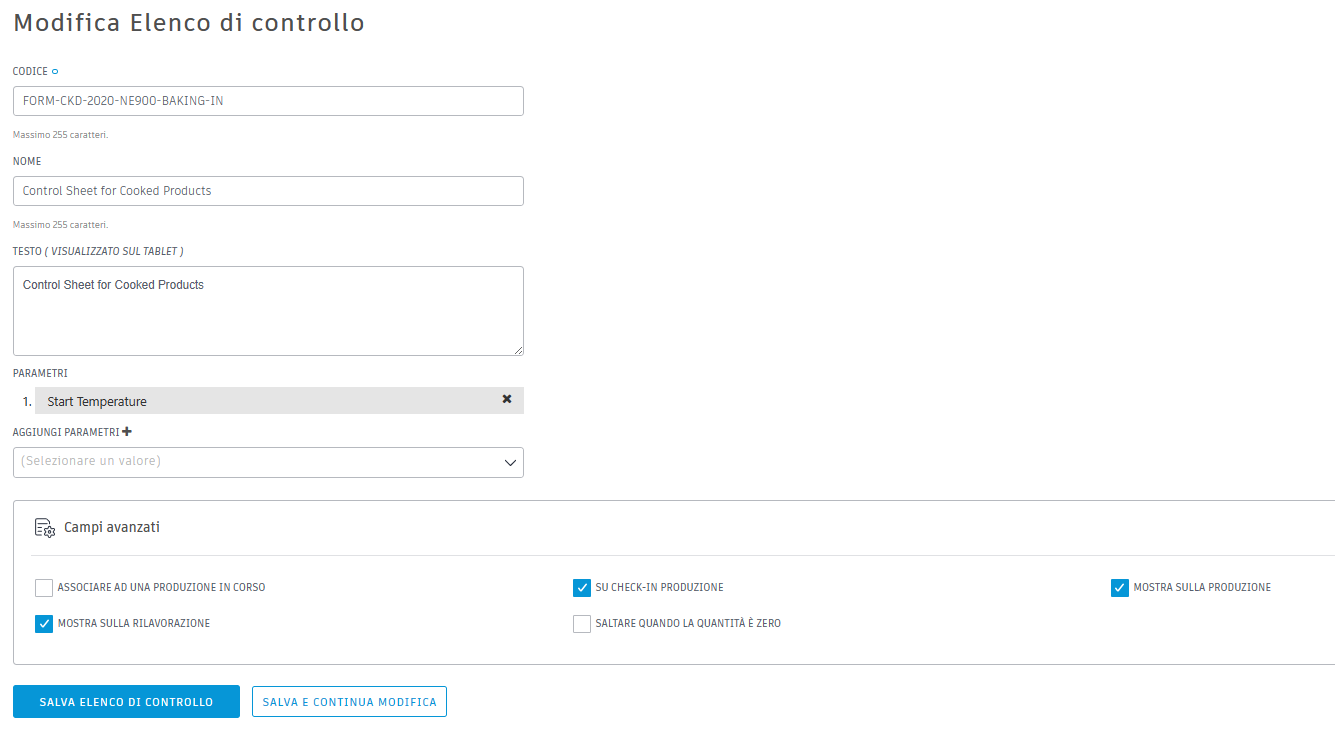 Modifica Elenco di controllo
CODICE
FORM-CKD-2020-NE900-BAKING-IN
Massimo 255 caratteri.
NOME
Control Sheet for Cooked Products
Massimo 255 caratteri.
TESTO ( VISUALIZZATO SUL TABLET )
Control Sheet for Cooked Products
PARAMETRI
1. Start Temperature ✖
AGGIUNGI PARAMETRI ✚
(Selezionare un valore)
Campi avanzati
ASSOCIARE AD UNA PRODUZIONE IN CORSO
SU CHECK-IN PRODUZIONE
MOSTRA SULLA PRODUZIONE
MOSTRA SULLA RILAVORAZIONE
SALTARE QUANDO LA QUANTITÀ È ZERO
SALVA ELENCO DI CONTROLLO
SALVA E CONTINUA MODIFICA